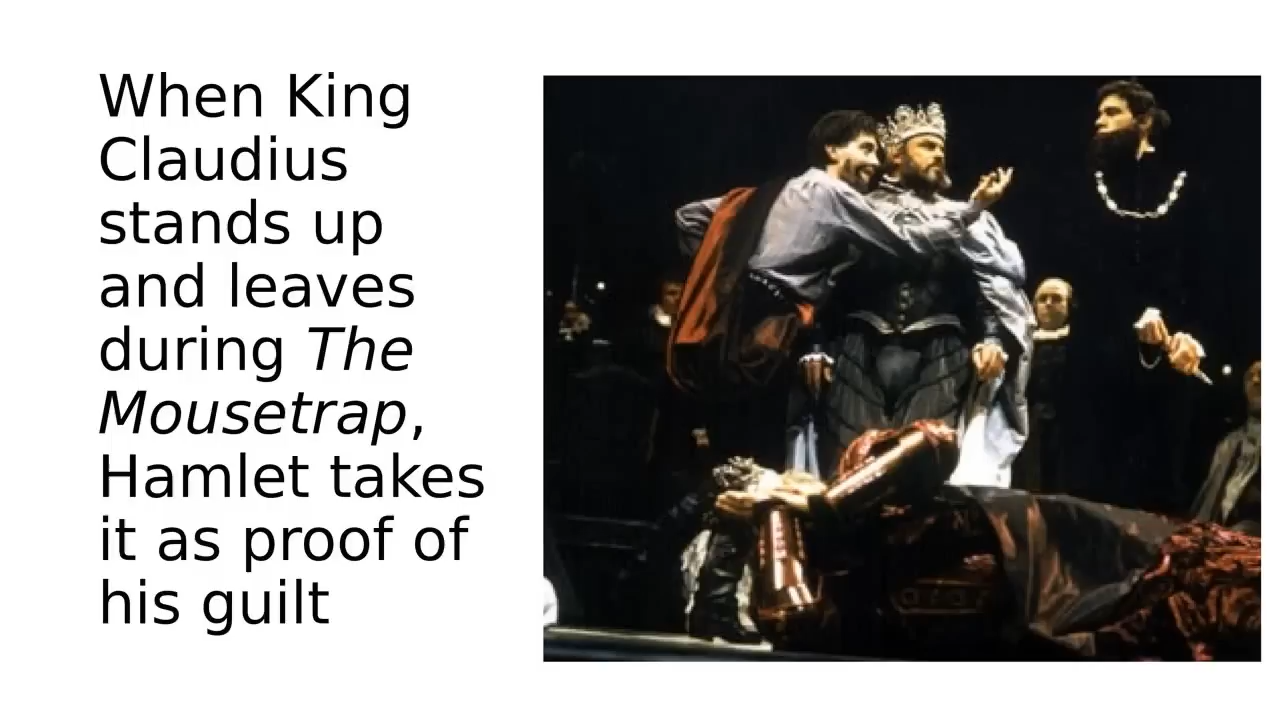 When King
Claudius
stands up
and leaves
during The
Mousetrap,
Hamlet takes
it as proof of
his guilt